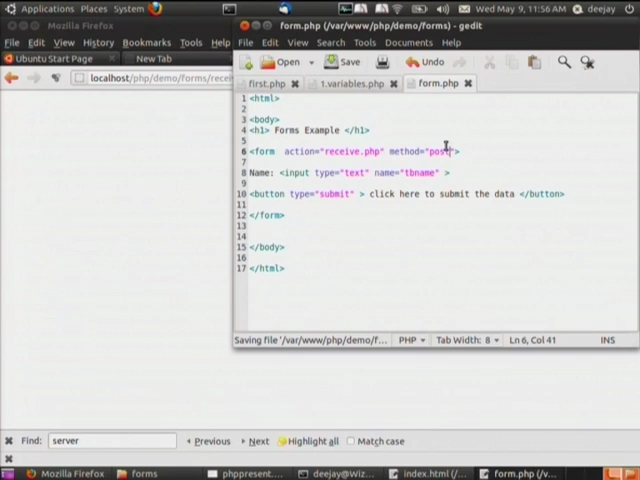 Applications Places System Wed May 9, 11:56 AM deejay
Mozilla Firefox
form.php (/var/www/php/demo/forms) - gedit
File Edit View History Bookmarks Tools
File Edit View Search Tools Documents Help
Ubuntu Start Page New Tab
Open Save Undo
localhost/php/demo/forms/rece
first.php 1.variables.php form.php
1 <html>
2
3 <body>
4 <h1> Forms Example </h1>
5
6 <form action="receive.php" method="post">
7
8 Name: <input type="text" name="tbname" >
9
10 <button type="submit" > click here to submit the data </button>
11
12 </form>
13
14
15 </body>
16
17 </html>
Saving file '/var/www/php/demo/f... PHP Tab Width: 8 Ln 6, Col 41 INS
Find: server Previous Next Highlight all Match case
Mozilla Firefox forms phppresent.... deejay@Wiz... index.html (/... form.php (/v...